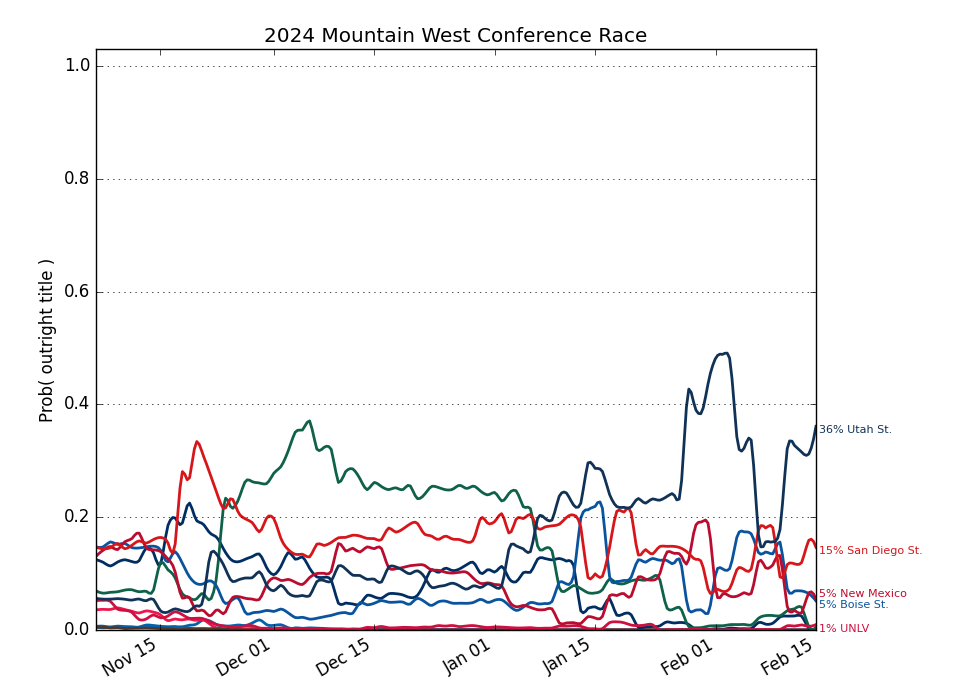 2024 Mountain West Conference Race
Prob( outright title )
1.0
0.8
0.6
0.4
0.2
0.0
36% Utah St.
15% San Diego St.
5% New Mexico
5% Boise St.
1% UNLV
Nov 15
Dec 01
Dec 15
Jan 01
Jan 15
Feb 01
Feb 15